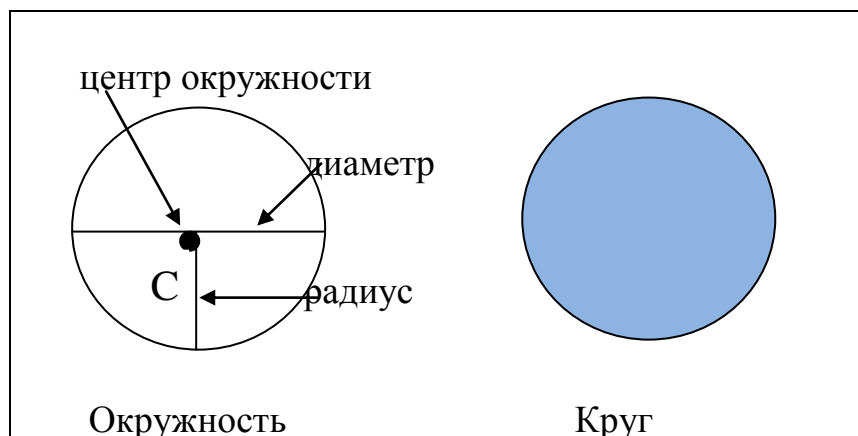 центр окружности
диаметр
С
радиус
Окружность
Круг